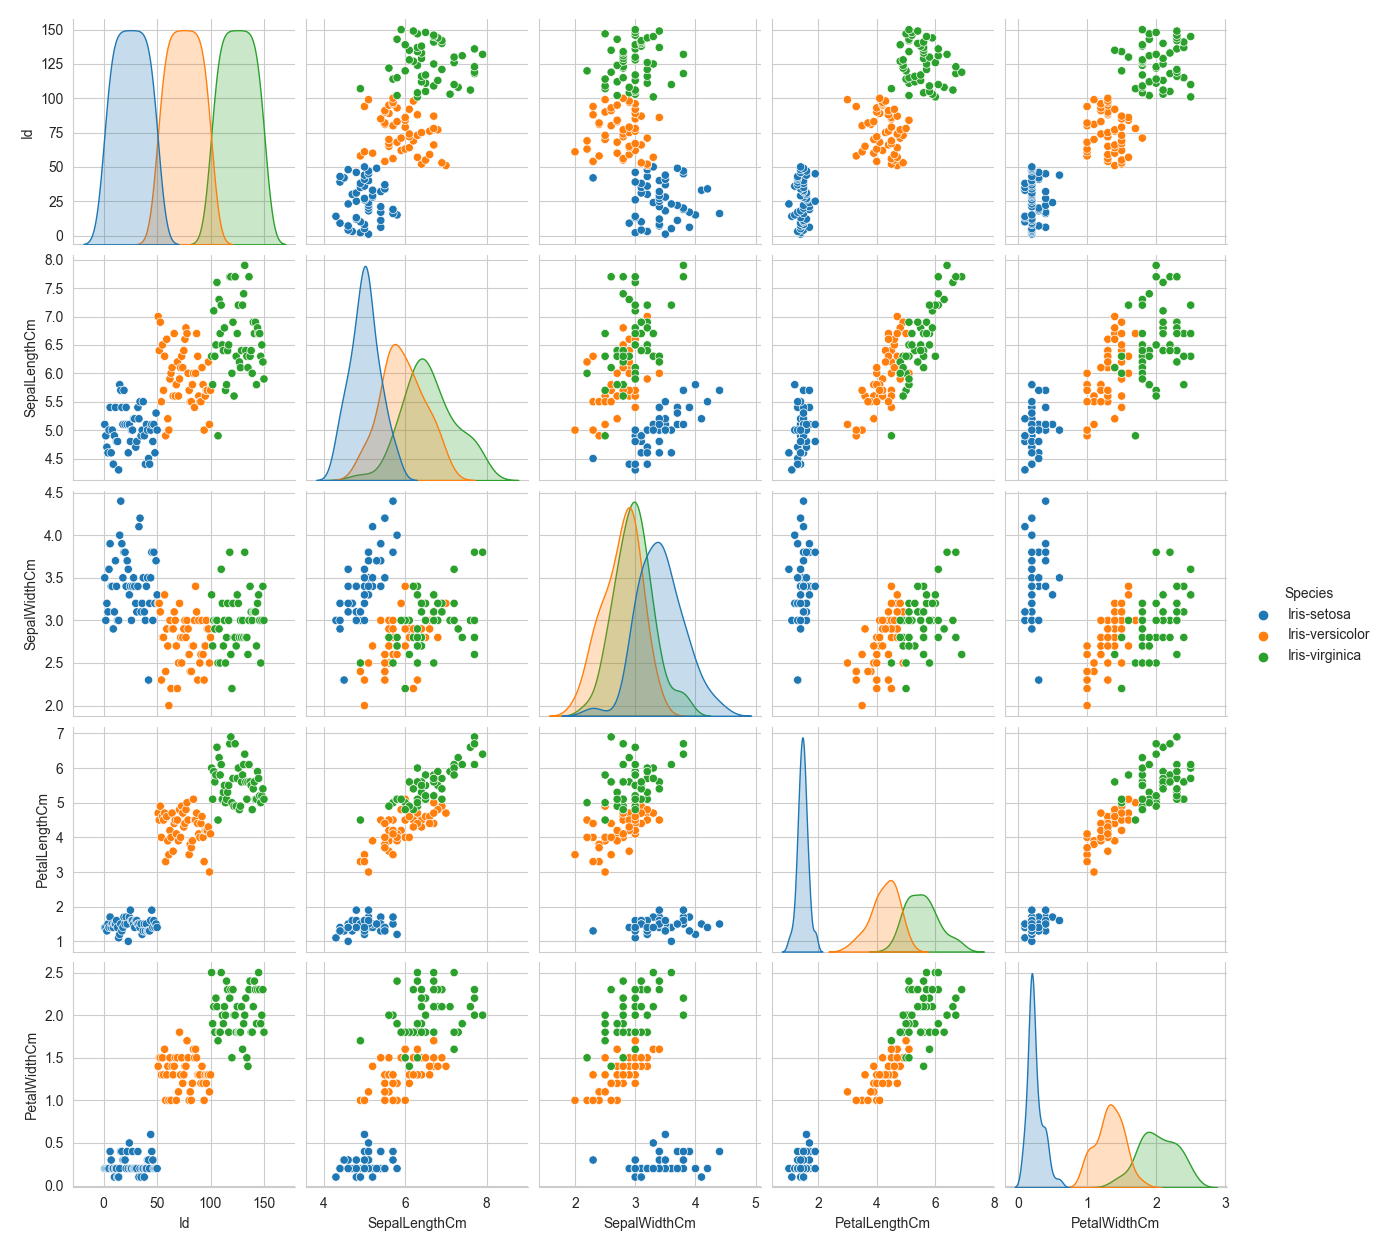 150
125
100
75
50
25
0
Id
8.0
7.5
7.0
6.5
6.0
5.5
5.0
4.5
SepalLengthCm
4.5
4.0
3.5
3.0
2.5
2.0
SepalWidthCm
Species
Iris-setosa
Iris-versicolor
Iris-virginica
7
6
5
4
3
2
1
PetalLengthCm
2.5
2.0
1.5
1.0
0.5
0.0
PetalWidthCm
0 50 100 150
4 6 8
2 3 4 5
2 4 6 8
0 1 2 3
Id SepalLengthCm SepalWidthCm PetalLengthCm PetalWidthCm